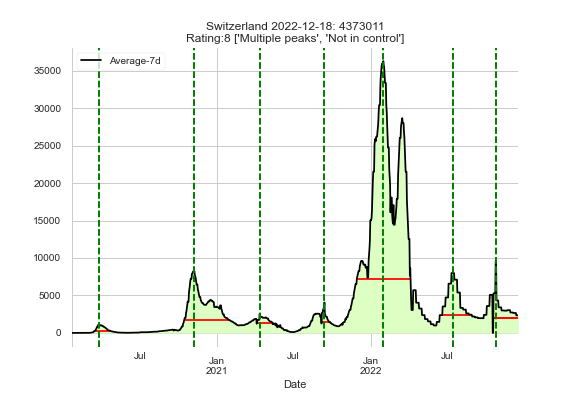 Switzerland 2022-12-18: 4373011
Rating:8 ['Multiple peaks', 'Not in control']
Average-7d
35000
30000
25000
20000
15000
10000
5000
0
Jul
Jan
2021
Jul
Jan
2022
Jul
Date